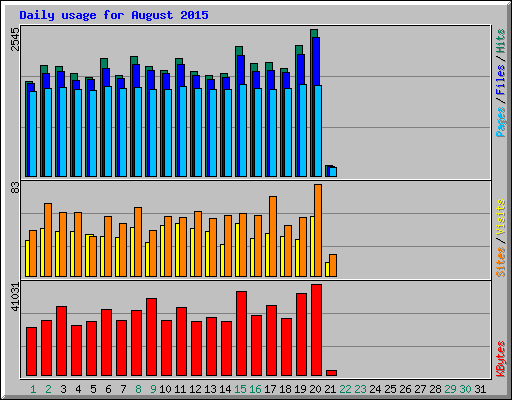 Daily usage for August 2015
2545
Pages / Files / Hits
83
Sites / Visits
41031
KBytes
1 2 3 4 5 6 7 8 9 10 11 12 13 14 15 16 17 18 19 20 21 22 23 24 25 26 27 28 29 30 31